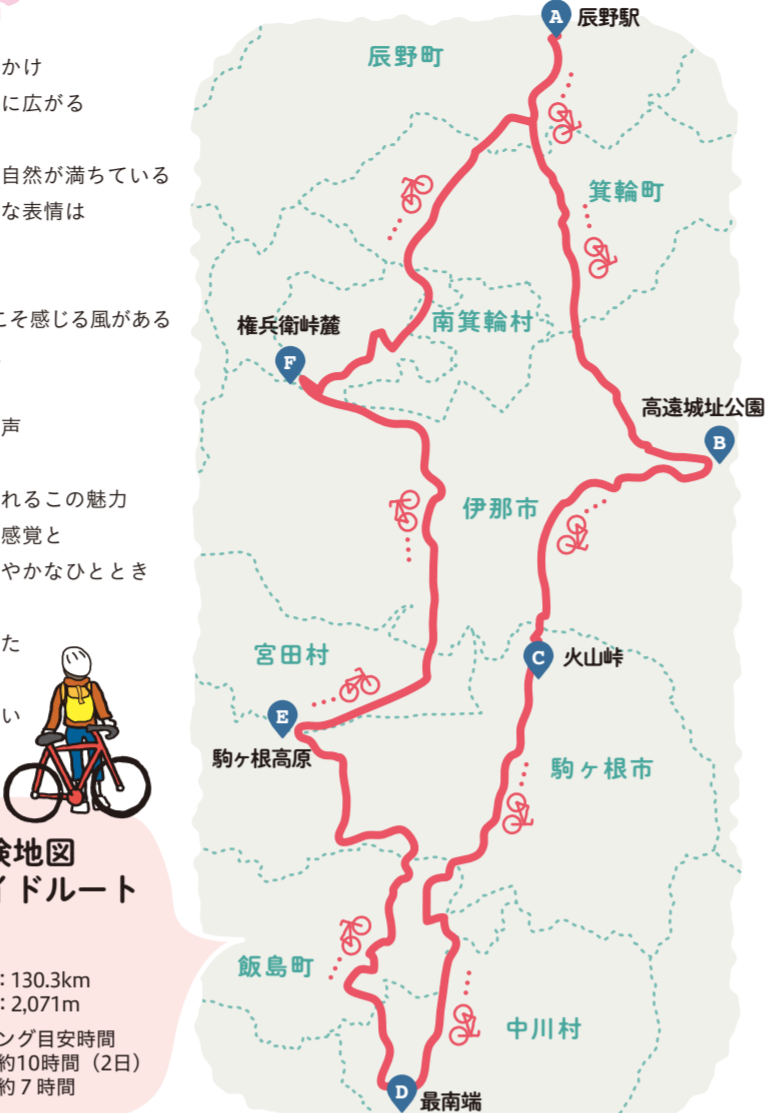 かけ
に広がる
自然が満ちている
な表情は
こそ感じる風がある
声
れるこの魅力
感覚と
やかなひととき
た
い
険地図
イドルート
：130.3km
：2,071m
ング目安時間
約10時間（2日）
約７時間
A 辰野駅
辰野町
箕輪町
南箕輪村
権兵衛峠麓
F
高遠城址公園
B
伊那市
宮田村
C 火山峠
E
駒ヶ根高原
駒ヶ根市
飯島町
中川村
D 最南端